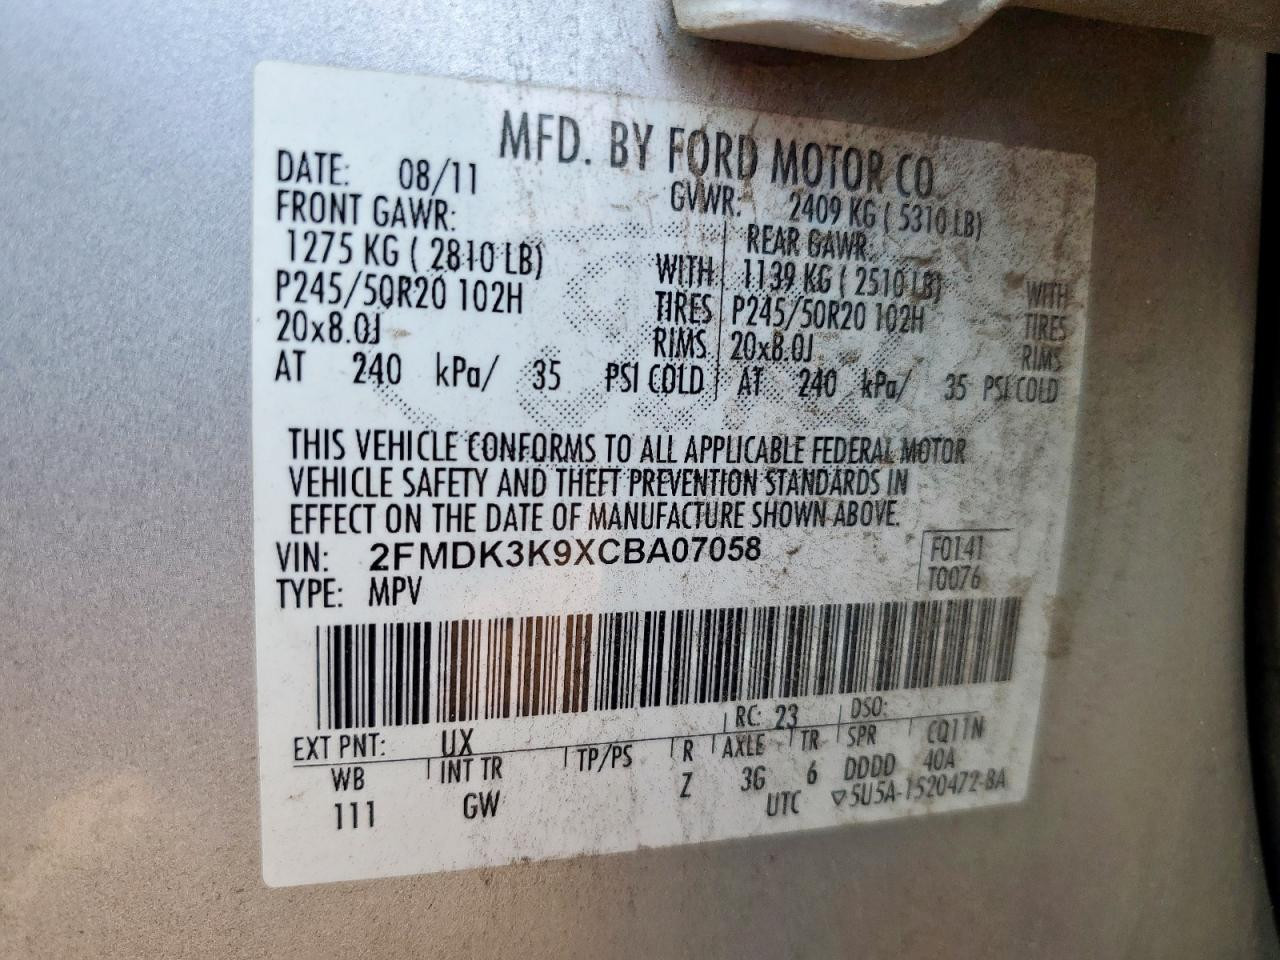 MFD. BY FORD MOTOR CO.
DATE: 08/11 GVWR: 2409 KG ( 5310 LB)
FRONT GAWR: REAR GAWR:
1275 KG ( 2810 LB) WITH 1139 KG ( 2510 LB) WITH
P245/50R20 102H TIRES P245/50R20 102H TIRES
20x8.0J RIMS 20x8.0J RIMS
AT 240 kPa/ 35 PSI COLD AT 240 kPa/ 35 PSI COLD
THIS VEHICLE CONFORMS TO ALL APPLICABLE FEDERAL MOTOR
VEHICLE SAFETY AND THEFT PREVENTION STANDARDS IN
EFFECT ON THE DATE OF MANUFACTURE SHOWN ABOVE.
VIN: 2FMDK3K9XCBA07058 F0141
TYPE: MPV T0076
EXT PNT: UX RC: 23 DSO:
WB INT TR TP/PS R AXLE TR SPR CQ11N
111 GW Z 3G 6 DDDD 40A
UTC ▽5U5A-1520472-BA